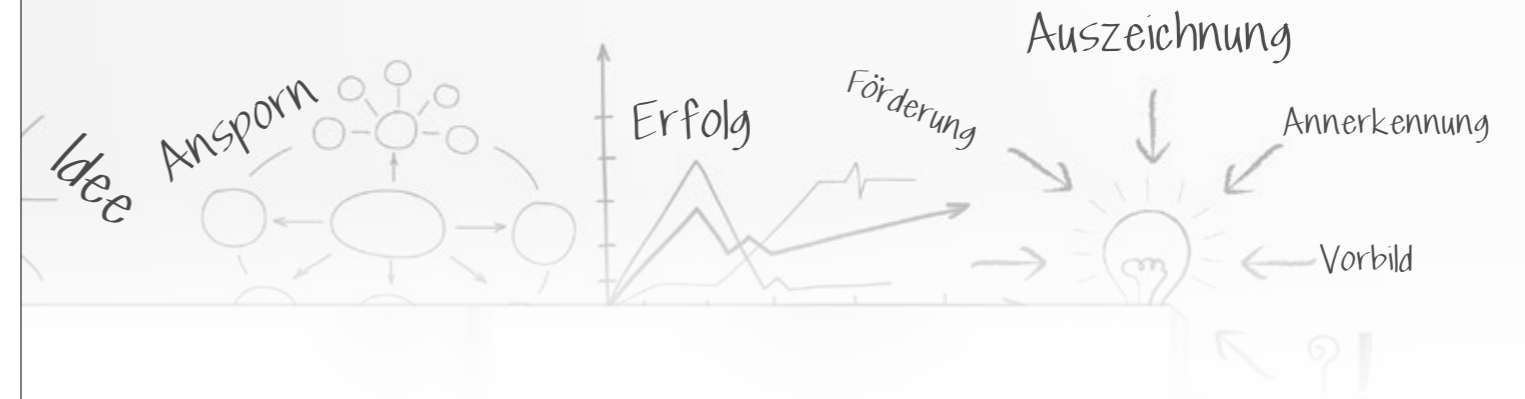 Idee
Ansporn
Erfolg
Förderung
Auszeichnung
Annerkennung
Vorbild
? !